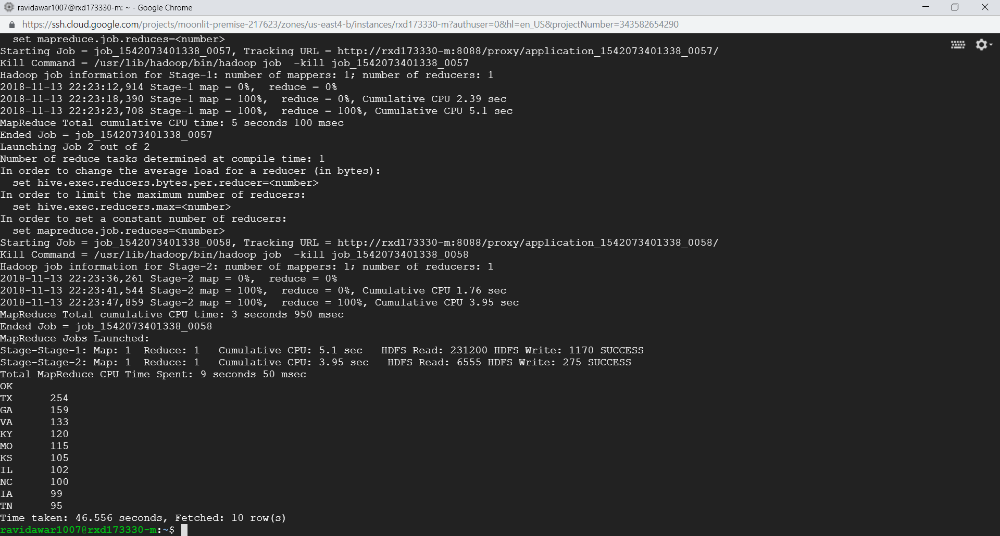 ravidawar1007@rxd173330-m: ~ - Google Chrome
https://ssh.cloud.google.com/projects/moonlit-premise-217623/zones/us-east4-b/instances/rxd173330-m?authuser=0&hl=en_US&projectNumber=343582654290
  set mapreduce.job.reduces=<number>
Starting Job = job_1542073401338_0057, Tracking URL = http://rxd173330-m:8088/proxy/application_1542073401338_0057/
Kill Command = /usr/lib/hadoop/bin/hadoop job  -kill job_1542073401338_0057
Hadoop job information for Stage-1: number of mappers: 1; number of reducers: 1
2018-11-13 22:23:12,914 Stage-1 map = 0%,  reduce = 0%
2018-11-13 22:23:18,390 Stage-1 map = 100%,  reduce = 0%, Cumulative CPU 2.39 sec
2018-11-13 22:23:23,708 Stage-1 map = 100%,  reduce = 100%, Cumulative CPU 5.1 sec
MapReduce Total cumulative CPU time: 5 seconds 100 msec
Ended Job = job_1542073401338_0057
Launching Job 2 out of 2
Number of reduce tasks determined at compile time: 1
In order to change the average load for a reducer (in bytes):
  set hive.exec.reducers.bytes.per.reducer=<number>
In order to limit the maximum number of reducers:
  set hive.exec.reducers.max=<number>
In order to set a constant number of reducers:
  set mapreduce.job.reduces=<number>
Starting Job = job_1542073401338_0058, Tracking URL = http://rxd173330-m:8088/proxy/application_1542073401338_0058/
Kill Command = /usr/lib/hadoop/bin/hadoop job  -kill job_1542073401338_0058
Hadoop job information for Stage-2: number of mappers: 1; number of reducers: 1
2018-11-13 22:23:36,261 Stage-2 map = 0%,  reduce = 0%
2018-11-13 22:23:41,544 Stage-2 map = 100%,  reduce = 0%, Cumulative CPU 1.76 sec
2018-11-13 22:23:47,859 Stage-2 map = 100%,  reduce = 100%, Cumulative CPU 3.95 sec
MapReduce Total cumulative CPU time: 3 seconds 950 msec
Ended Job = job_1542073401338_0058
MapReduce Jobs Launched:
Stage-Stage-1: Map: 1  Reduce: 1   Cumulative CPU: 5.1 sec   HDFS Read: 231200 HDFS Write: 1170 SUCCESS
Stage-Stage-2: Map: 1  Reduce: 1   Cumulative CPU: 3.95 sec   HDFS Read: 6555 HDFS Write: 275 SUCCESS
Total MapReduce CPU Time Spent: 9 seconds 50 msec
OK
TX      254
GA      159
VA      133
KY      120
MO      115
KS      105
IL      102
NC      100
IA      99
TN      95
Time taken: 46.556 seconds, Fetched: 10 row(s)
ravidawar1007@rxd173330-m:~$